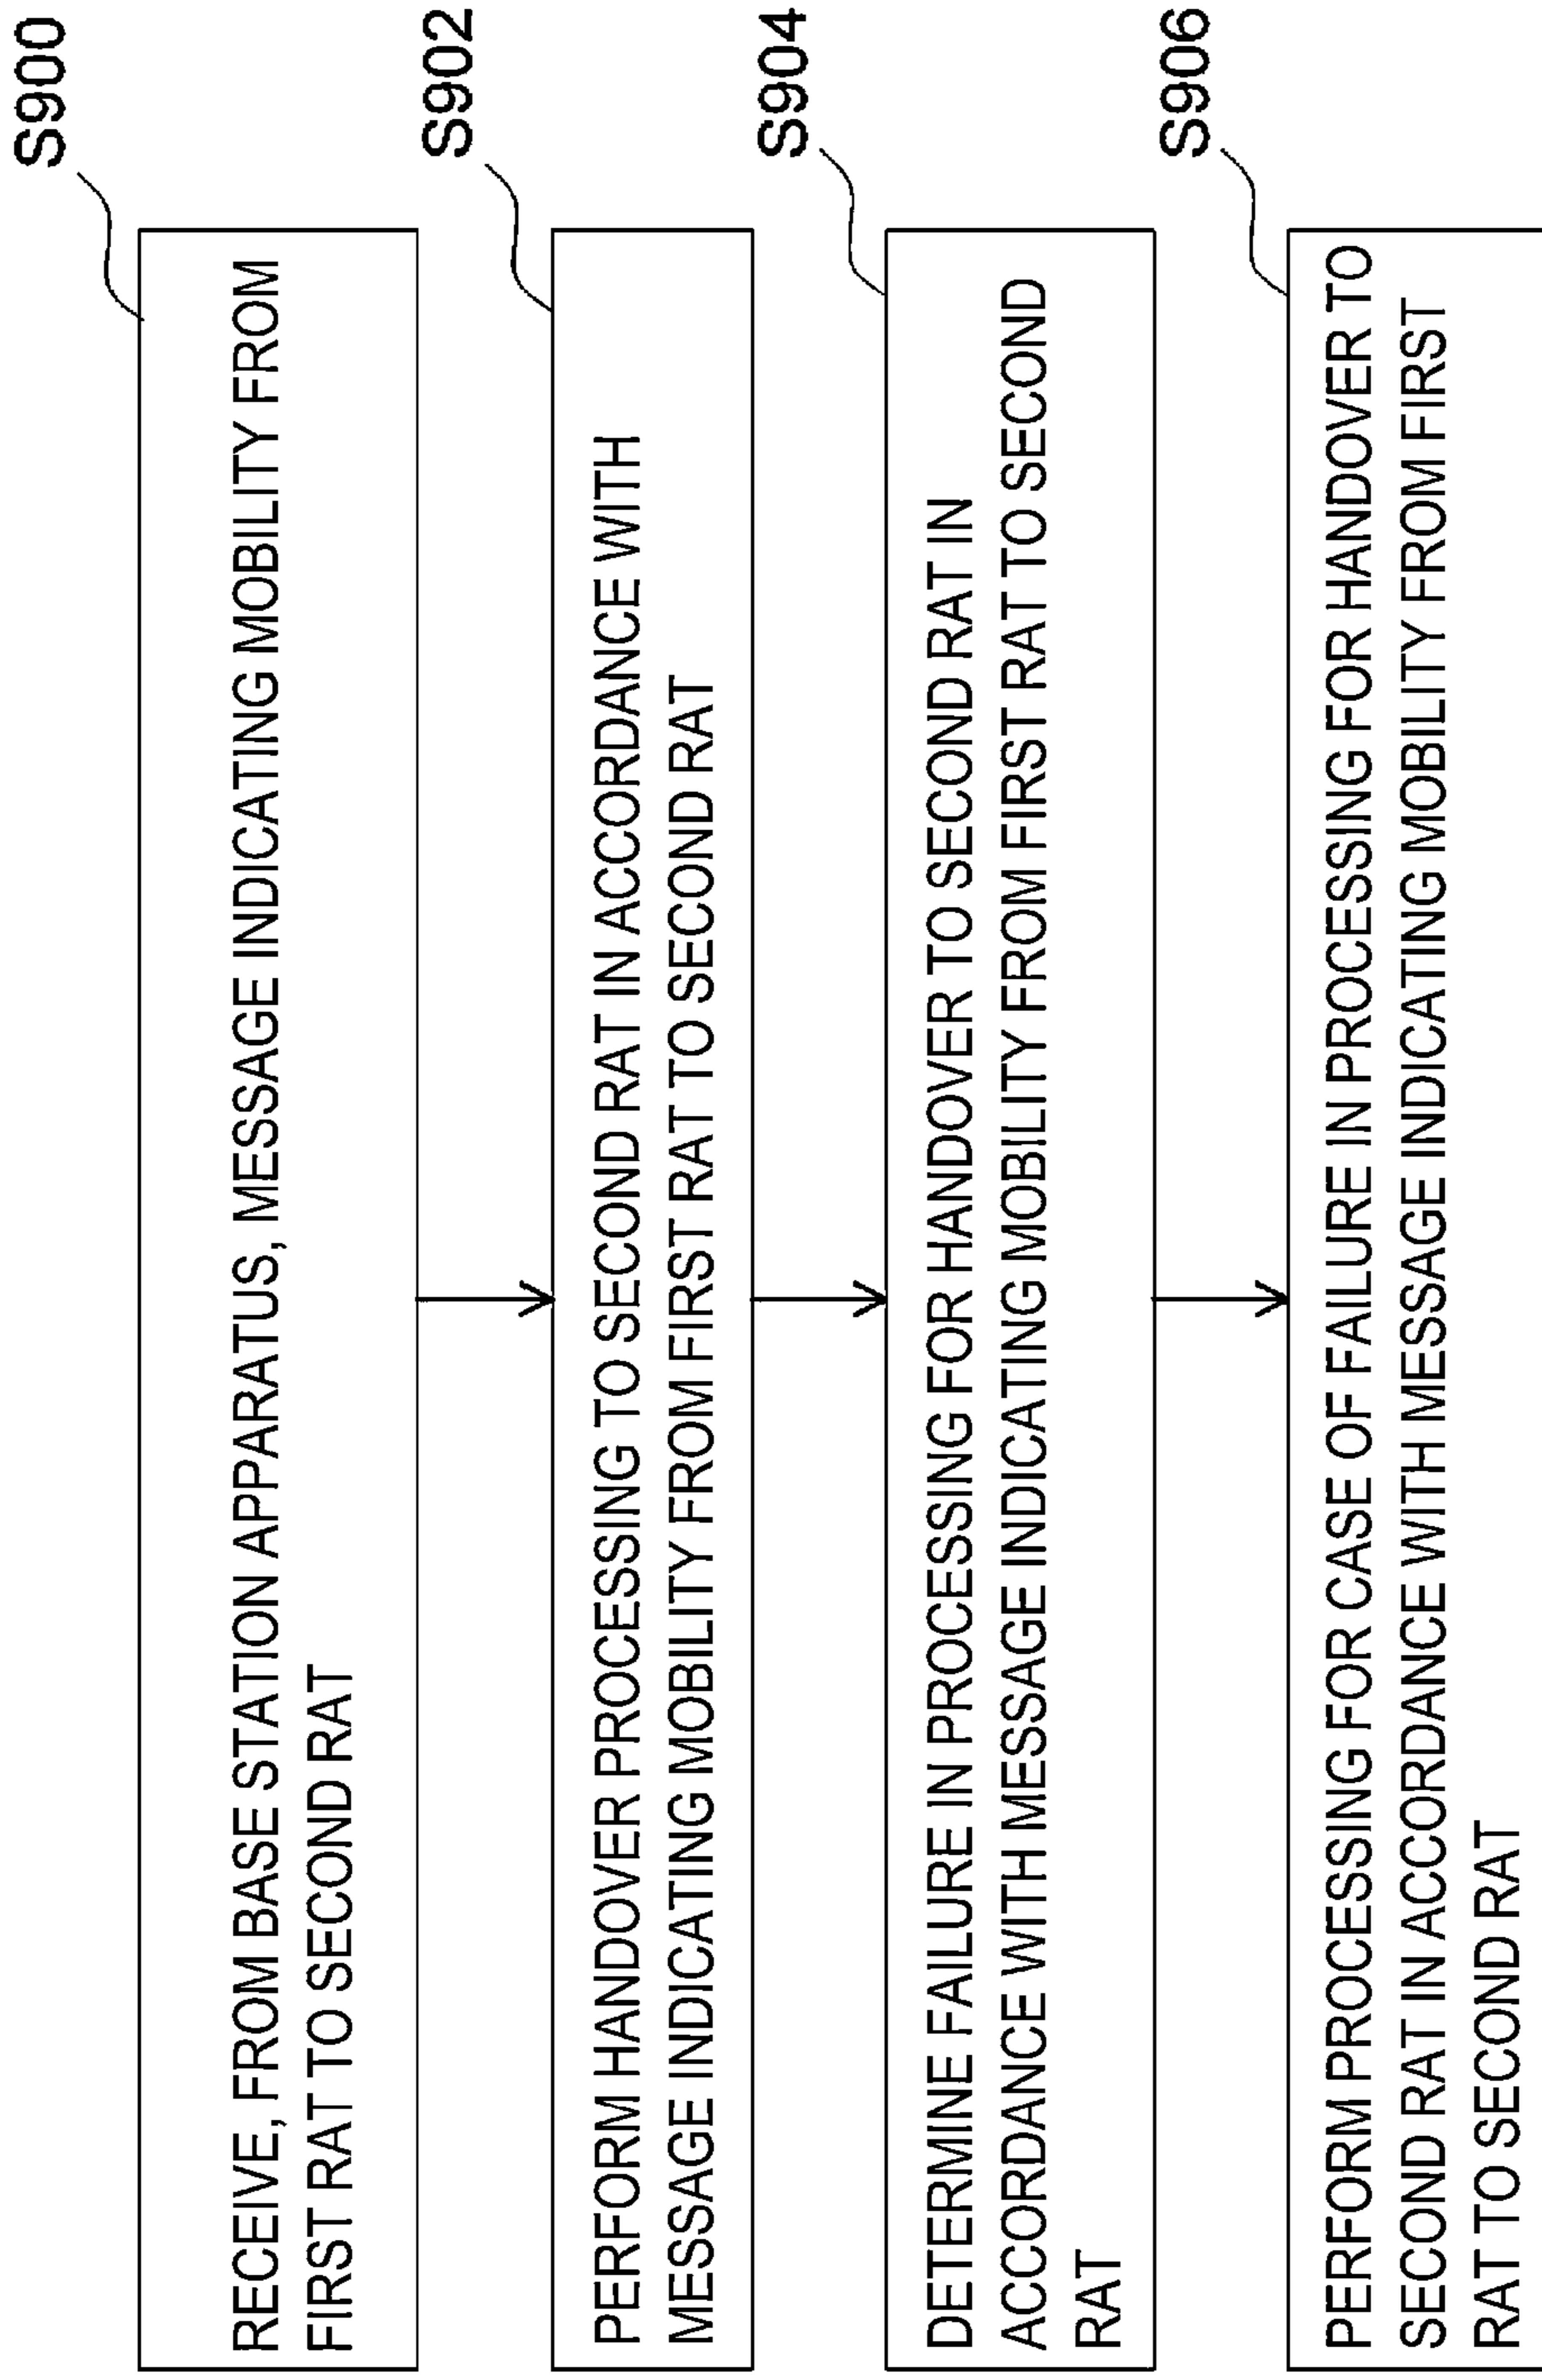 S900
RECEIVE, FROM BASE STATION APPARATUS, MESSAGE INDICATING MOBILITY FROM
FIRST RAT TO SECOND RAT
S902
PERFORM HANDOVER PROCESSING TO SECOND RAT IN ACCORDANCE WITH
MESSAGE INDICATING MOBILITY FROM FIRST RAT TO SECOND RAT
S904
DETERMINE FAILURE IN PROCESSING FOR HANDOVER TO SECOND RAT IN
ACCORDANCE WITH MESSAGE INDICATING MOBILITY FROM FIRST RAT TO SECOND
RAT
S906
PERFORM PROCESSING FOR CASE OF FAILURE IN PROCESSING FOR HANDOVER TO
SECOND RAT IN ACCORDANCE WITH MESSAGE INDICATING MOBILITY FROM FIRST
RAT TO SECOND RAT